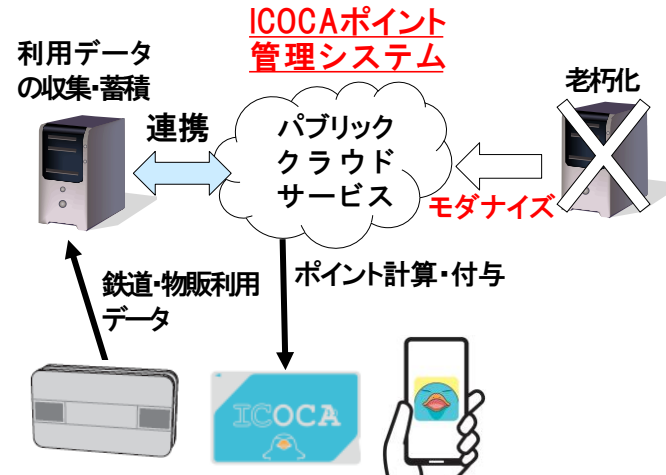 ICOCAポイント
管理システム
利用データ
の収集・蓄積
老朽化
連携
パブリック
クラウド
サービス
モダナイズ
鉄道・物販利用
データ
ポイント計算・付与
ICOCA